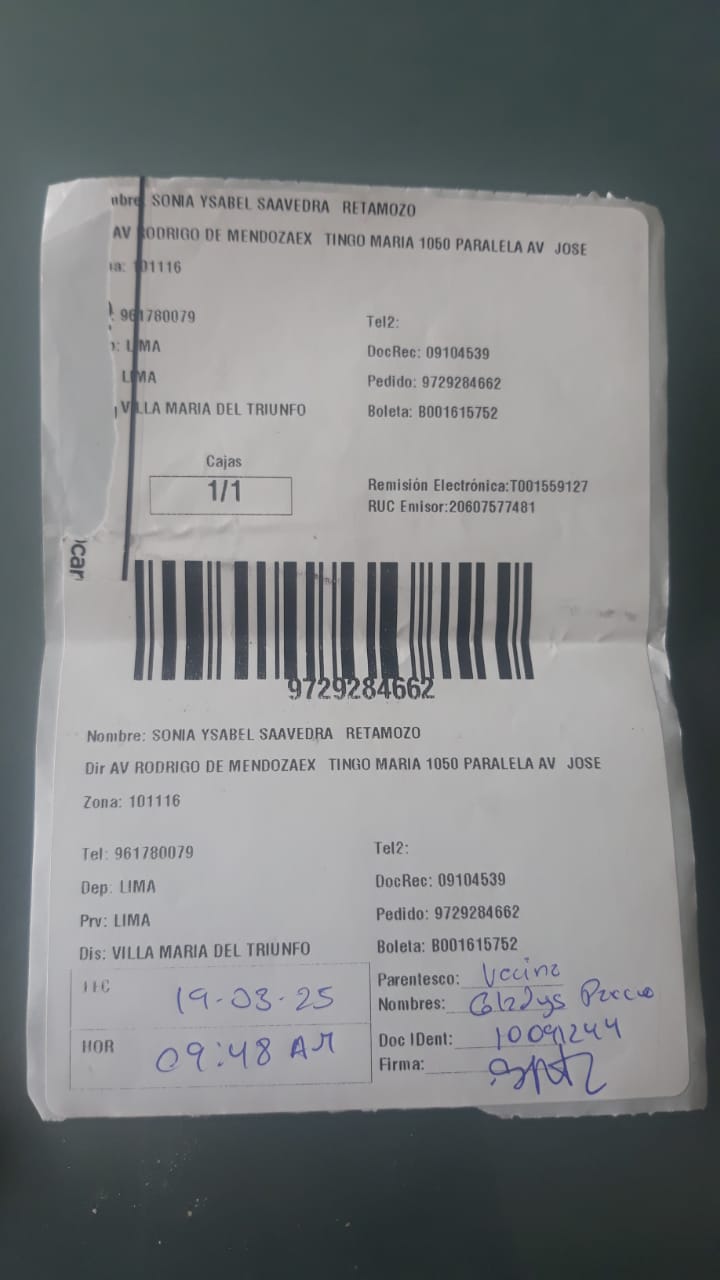 nbre: SONIA YSABEL SAAVEDRA RETAMOZO
AV RODRIGO DE MENDOZAEX TINGO MARIA 1050 PARALELA AV JOSE
na: 101116
: 961780079
Tel2:
: LIMA
DocRec: 09104539
LIMA
Pedido: 9729284662
VILLA MARIA DEL TRIUNFO
Boleta: B001615752
Cajas
1/1
Remisión Electrónica:T001559127
RUC Emisor:20607577481
9729284662
Nombre: SONIA YSABEL SAAVEDRA RETAMOZO
Dir AV RODRIGO DE MENDOZAEX TINGO MARIA 1050 PARALELA AV JOSE
Zona: 101116
Tel: 961780079
Tel2:
Dep: LIMA
DocRec: 09104539
Prv: LIMA
Pedido: 9729284662
Dis: VILLA MARIA DEL TRIUNFO
Boleta: B001615752
FEC 19-03-25
Parentesco: Vecina
Nombres: Gladys
HOR 09:48 AM
Doc IDent: 10091244
Firma: